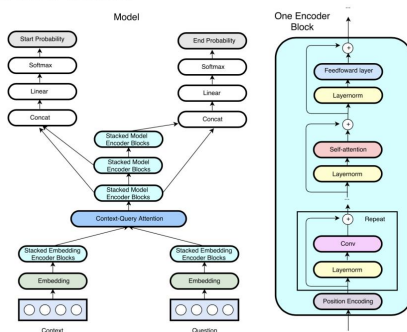 Model
Start Probability
End Probability
Softmax
Softmax
Linear
Linear
Concat
Concat
Stacked Model
Encoder Blocks
Stacked Model
Encoder Blocks
Stacked Model
Encoder Blocks
Context-Query Attention
Stacked Embedding
Encoder Blocks
Stacked Embedding
Encoder Blocks
Embedding
Embedding
Context
Question
One Encoder
Block
...
+
Feedfoward layer
Layernorm
...
+
Self-attention
Layernorm
...
+
Repeat
Conv
Layernorm
Position Encoding